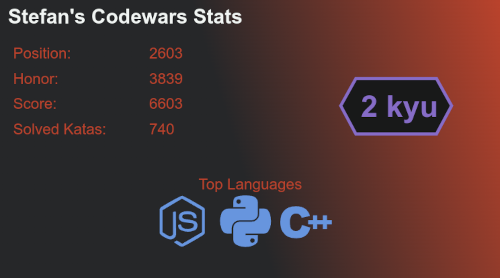 Stefan's Codewars Stats
Position: 2603
Honor: 3839
Score: 6603
Solved Katas: 740
2 kyu
Top Languages
JS C++